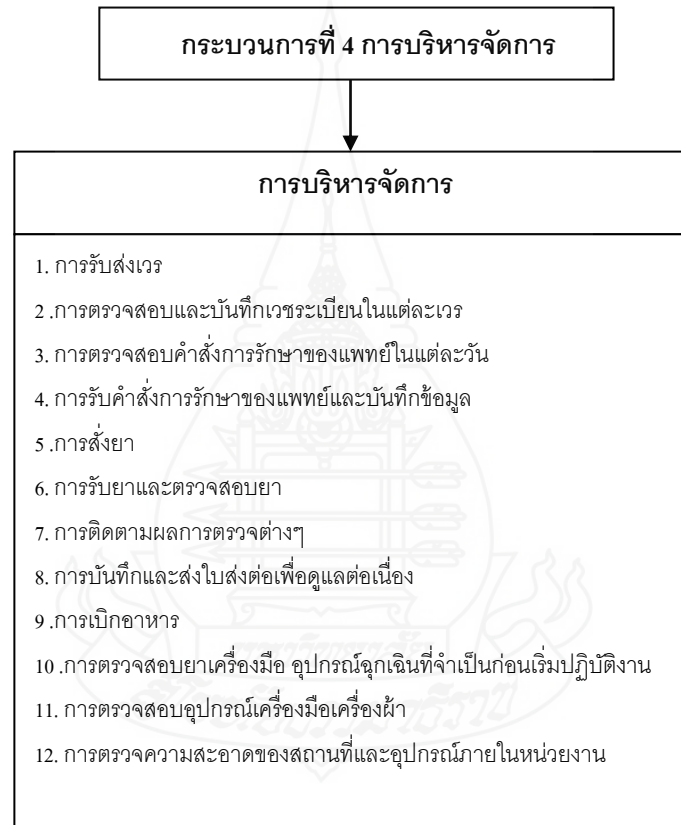 กระบวนการที่ 4 การบริหารจัดการ
การบริหารจัดการ
1. การรับส่งเวร
2 .การตรวจสอบและบันทึกเวชระเบียนในแต่ละเวร
3. การตรวจสอบคำสั่งการรักษาของแพทย์ในแต่ละวัน
4. การรับคำสั่งการรักษาของแพทย์และบันทึกข้อมูล
5 .การสั่งยา
6. การรับยาและตรวจสอบยา
7. การติดตามผลการตรวจต่างๆ
8. การบันทึกและส่งใบส่งต่อเพื่อดูแลต่อเนื่อง
9 .การเบิกอาหาร
10 .การตรวจสอบยาเครื่องมือ อุปกรณ์ฉุกเฉินที่จำเป็นก่อนเริ่มปฏิบัติงาน
11. การตรวจสอบอุปกรณ์เครื่องมือเครื่องผ้า
12. การตรวจความสะอาดของสถานที่และอุปกรณ์ภายในหน่วยงาน